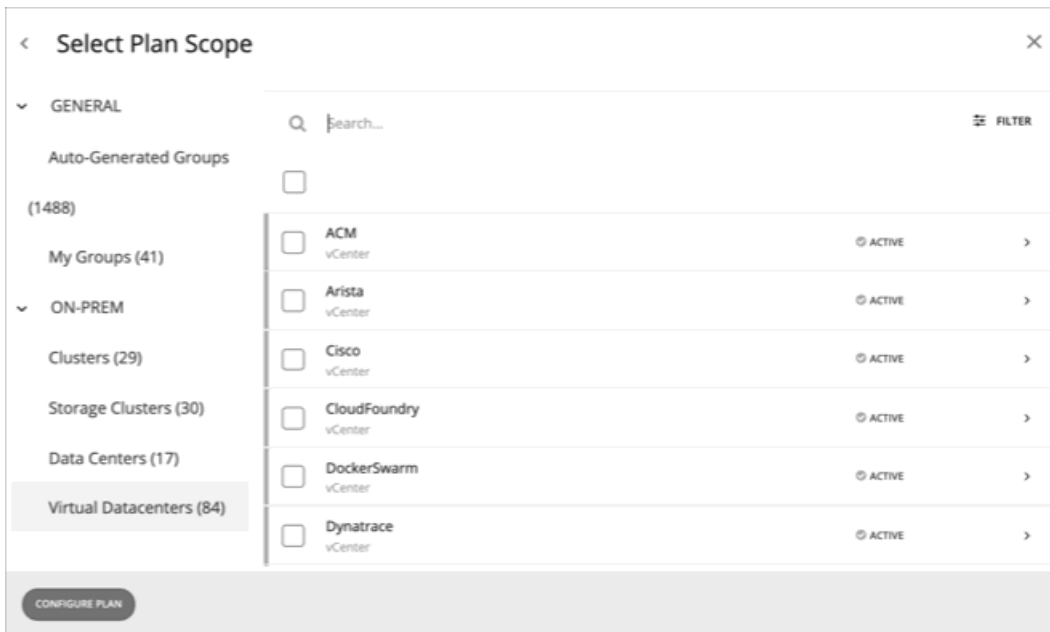 Select Plan Scope
GENERAL
Auto-Generated Groups
(1488)
My Groups (41)
ON-PREM
Clusters (29)
Storage Clusters (30)
Data Centers (17)
Virtual Datacenters (84)
Search...
FILTER
ACM
vCenter
ACTIVE
Arista
vCenter
ACTIVE
Cisco
vCenter
ACTIVE
CloudFoundry
vCenter
ACTIVE
DockerSwarm
vCenter
ACTIVE
Dynatrace
vCenter
ACTIVE
CONFIGURE PLAN